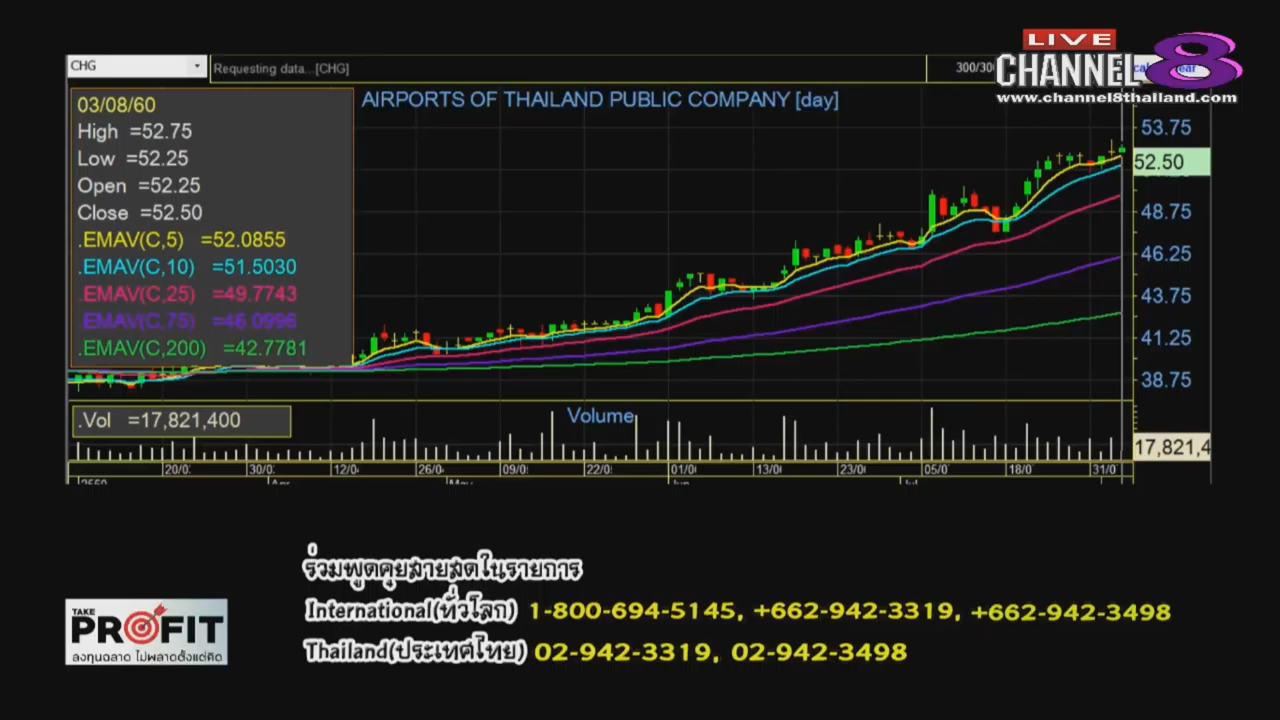 LIVE
CHANNEL 8
www.channel8thailand.com
CHG
Requesting data...[CHG]
AIRPORTS OF THAILAND PUBLIC COMPANY [day]
03/08/60
High =52.75
Low =52.25
Open =52.25
Close =52.50
.EMAV(C,5) =52.0855
.EMAV(C,10) =51.5030
.EMAV(C,25) =49.7743
.EMAV(C,75) =46.0996
.EMAV(C,200) =42.7781
53.75
52.50
48.75
46.25
43.75
41.25
38.75
.Vol =17,821,400
Volume
17,821,4
20/0 30/0 12/0 26/0 09/0 22/0 01/0 13/0 23/0 05/0 18/0 31/0
ร่วมพูดคุยสายสดในรายการ
International(ทั่วโลก) 1-800-694-5145, +662-942-3319, +662-942-3498
Thailand(ประเทศไทย) 02-942-3319, 02-942-3498
TAKE
PROFIT
ลงทุนฉลาด ไม่พลาดตั้งแต่คิด